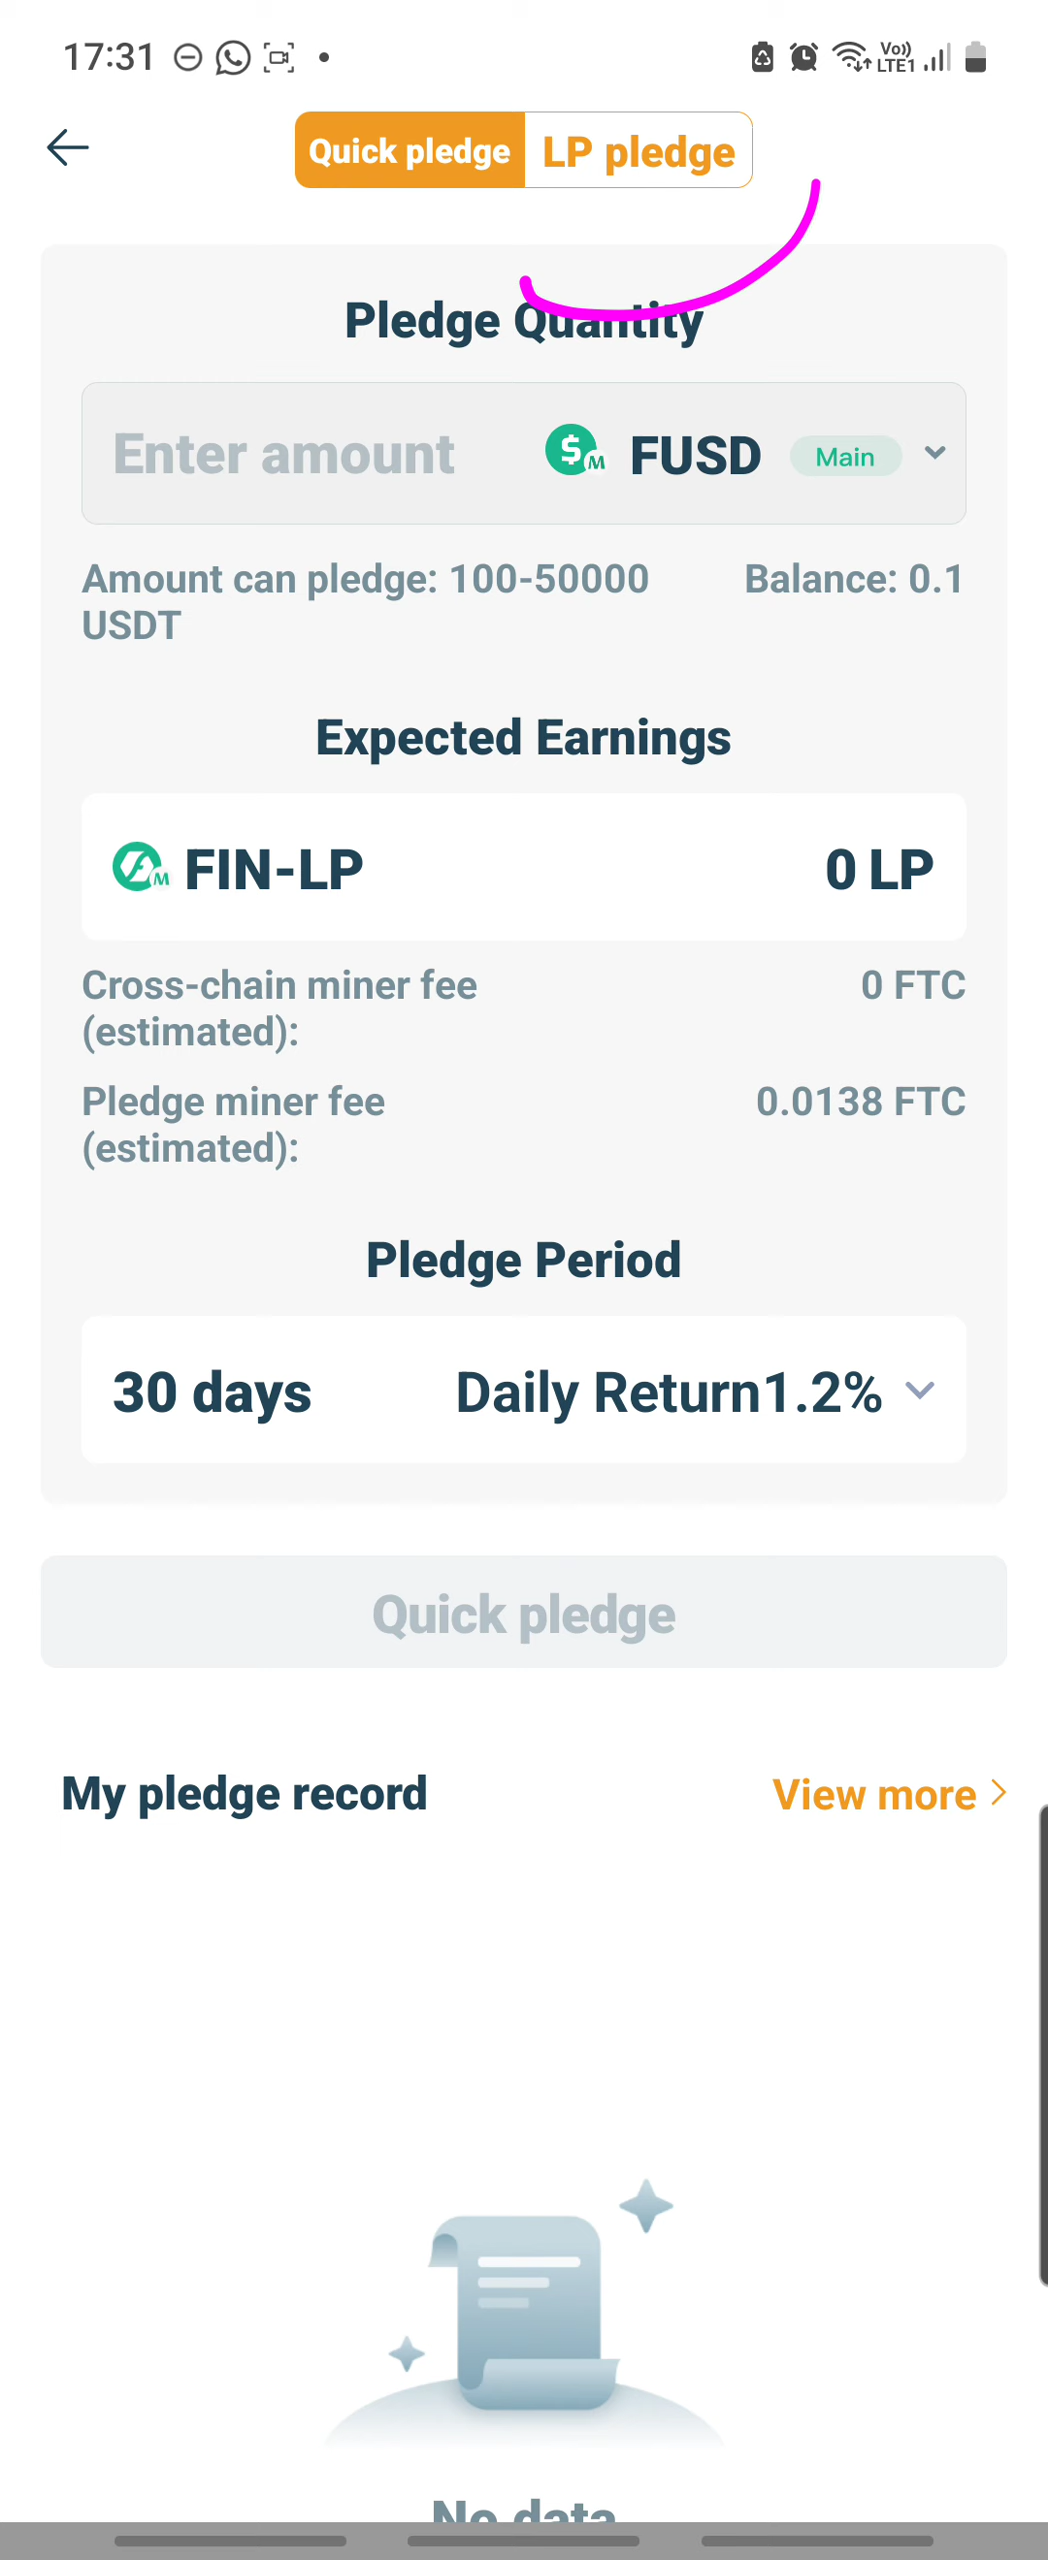 17:31
Vo)) LTE1
Quick pledge LP pledge
Pledge Quantity
Enter amount FUSD Main
Amount can pledge: 100-50000 USDT Balance: 0.1
Expected Earnings
FIN-LP 0 LP
Cross-chain miner fee (estimated): 0 FTC
Pledge miner fee (estimated): 0.0138 FTC
Pledge Period
30 days Daily Return1.2%
Quick pledge
My pledge record View more
No data